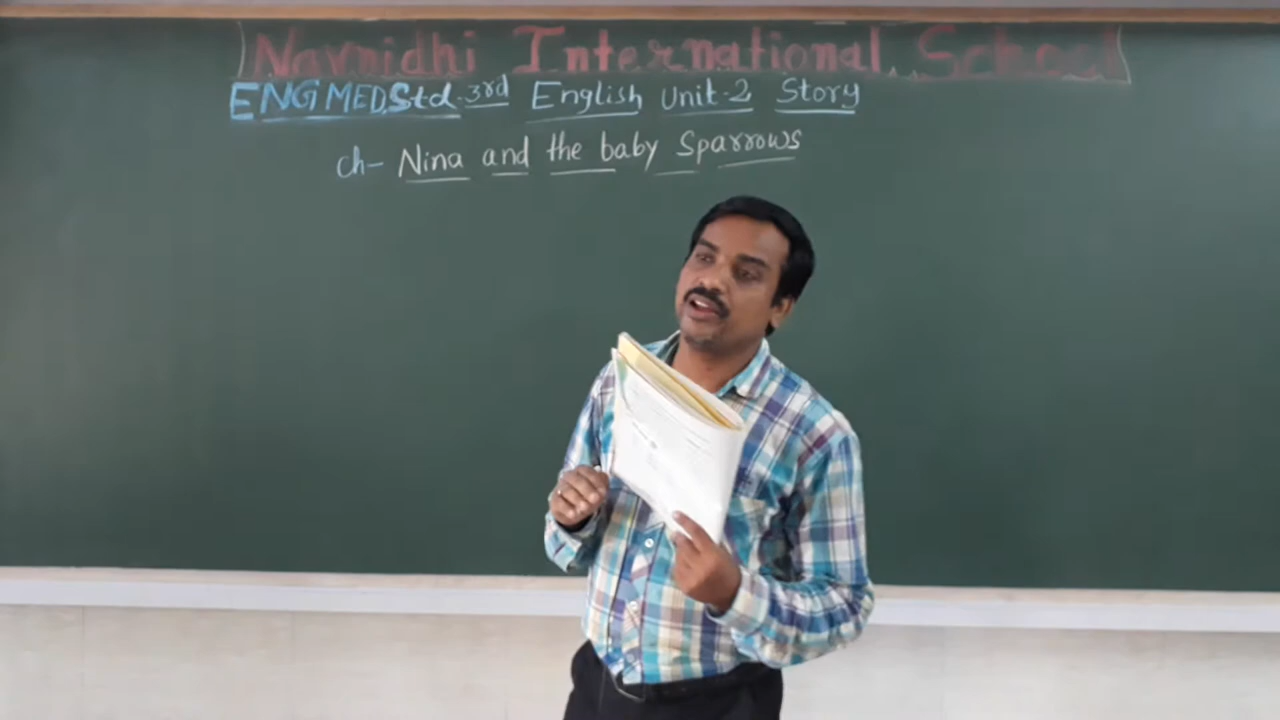 Navnidhi International School
ENG MED, Std-3rd English Unit-2 Story
ch- Nina and the baby Sparrows